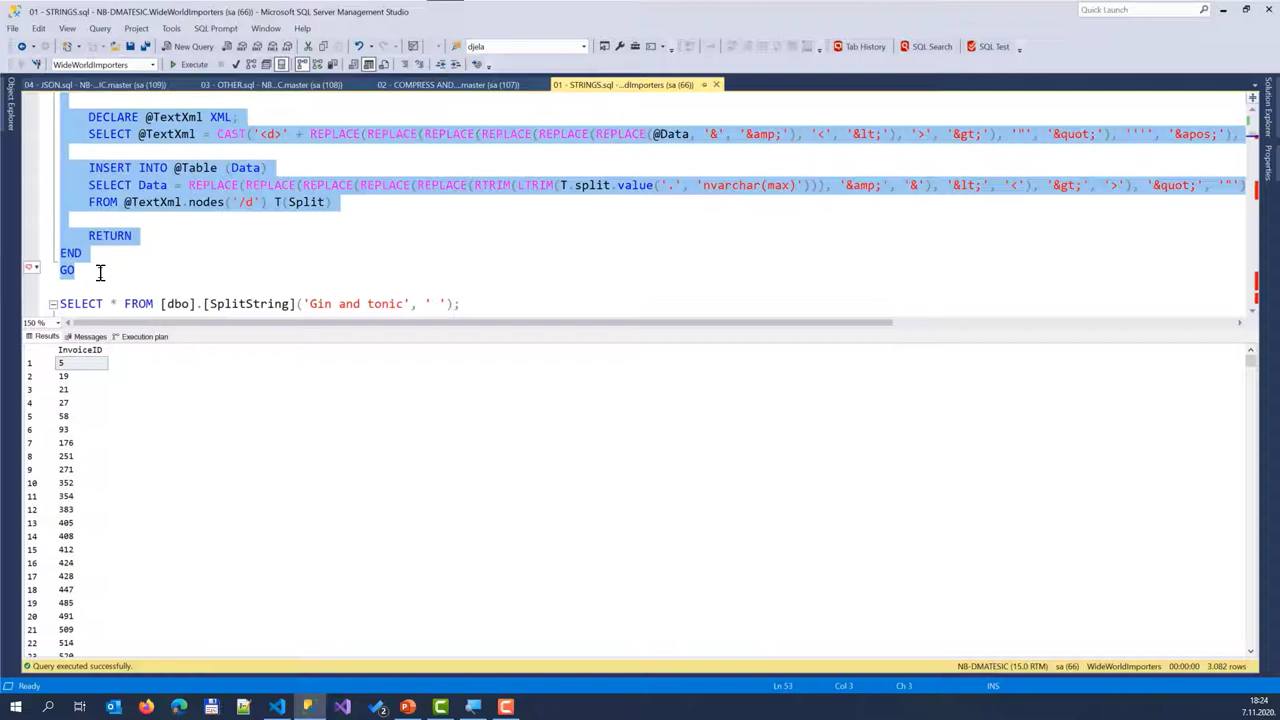 01 - STRINGS.sql - NB-DMATESIC.WideWorldImporters (sa (66)) - Microsoft SQL Server Management Studio
Quick Launch
File Edit View Query Project Tools SQL Prompt Window Help
New Query
djela
Tab History
SQL Search
SQL Test
WideWorldImporters
Execute
04 - JSON.sql - NB-...IC.master (sa (109))
03 - OTHER.sql - NB...C.master (sa (108))
02 - COMPRESS AND....master (sa (107))
01 - STRINGS.sql -...dImporters (sa (66))
Object Explorer
Solution Explorer
Properties
DECLARE @TextXml XML;
SELECT @TextXml = CAST('<d>' + REPLACE(REPLACE(REPLACE(REPLACE(REPLACE(REPLACE(@Data, '&', '&amp;'), '<', '&lt;'), '>', '&gt;'), '"', '&quot;'), '''', '&apos;'),
INSERT INTO @Table (Data)
SELECT Data = REPLACE(REPLACE(REPLACE(REPLACE(REPLACE(RTRIM(LTRIM(T.split.value('.', 'nvarchar(max)'))), '&amp;', '&'), '&lt;', '<'), '&gt;', '>'), '&quot;', '"')
FROM @TextXml.nodes('/d') T(Split)
RETURN
END
GO
SELECT * FROM [dbo].[SplitString]('Gin and tonic', ' ');
150 %
Results Messages Execution plan
InvoiceID
1 5
2 19
3 21
4 27
5 58
6 93
7 176
8 251
9 271
10 352
11 354
12 383
13 405
14 408
15 412
16 424
17 428
18 447
19 485
20 491
21 509
22 514
23 520
Query executed successfully.
NB-DMATESIC (15.0 RTM) sa (66) WideWorldImporters 00:00:00 3.082 rows
Ready
Ln 53 Col 3 Ch 3 INS
18:24
7.11.2020.